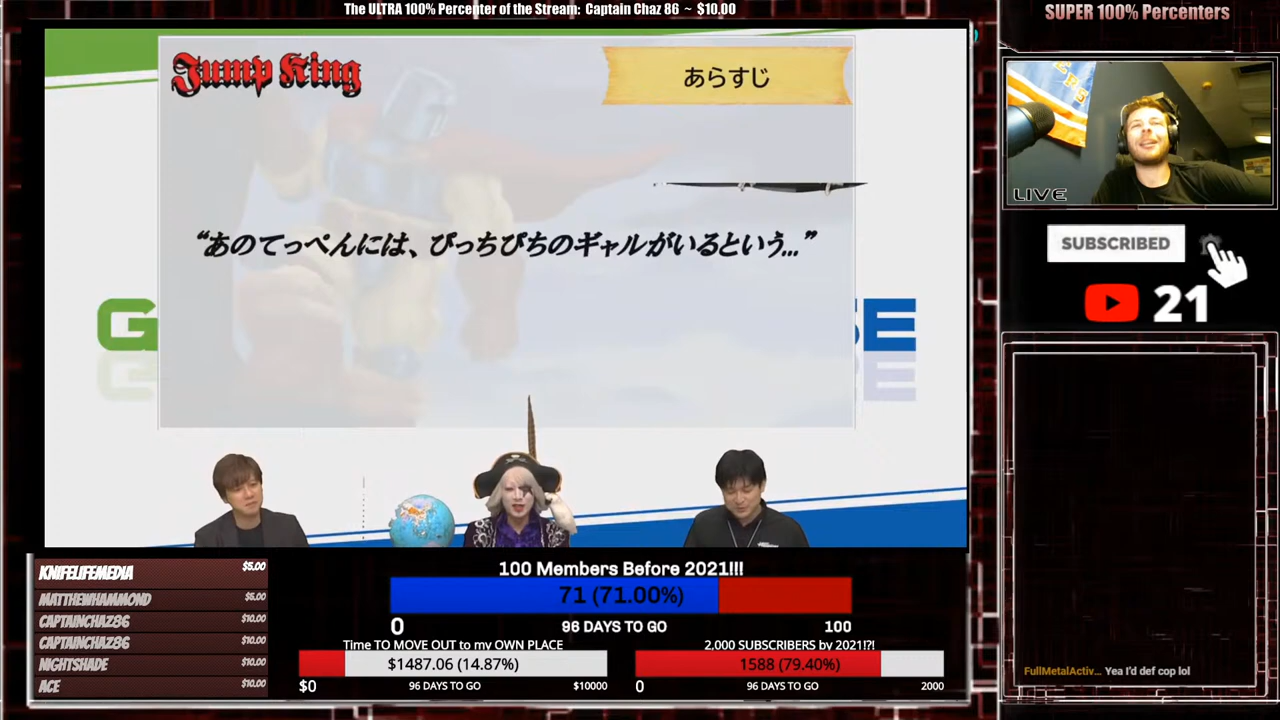 The ULTRA 100% Percenter of the Stream: Captain Chaz 86 ~ $10.00
SUPER 100% Percenters
Jump King
あらすじ
“あのてっぺんには、ぴっちぴちのギャルがいるという...”
G
SE
LIVE
SUBSCRIBED
21
KNIFELIFEMEDIA $5.00
MATTHEWHAMMOND $5.00
CAPTAINCHAZ86 $10.00
CAPTAINCHAZ86 $10.00
NIGHTSHADE $10.00
ACE $10.00
100 Members Before 2021!!!
71 (71.00%)
0 96 DAYS TO GO 100
Time TO MOVE OUT to my OWN PLACE
$1487.06 (14.87%)
$0 96 DAYS TO GO $10000
2,000 SUBSCRIBERS by 2021!?!
1588 (79.40%)
0 96 DAYS TO GO 2000
FullMetalActiv... Yea I'd def cop lol